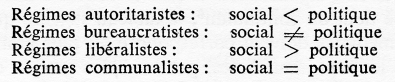 Régimes autoritaristes : social < politique
Régimes bureaucratistes : social ≠ politique
Régimes libéralistes : social > politique
Régimes communalistes : social = politique